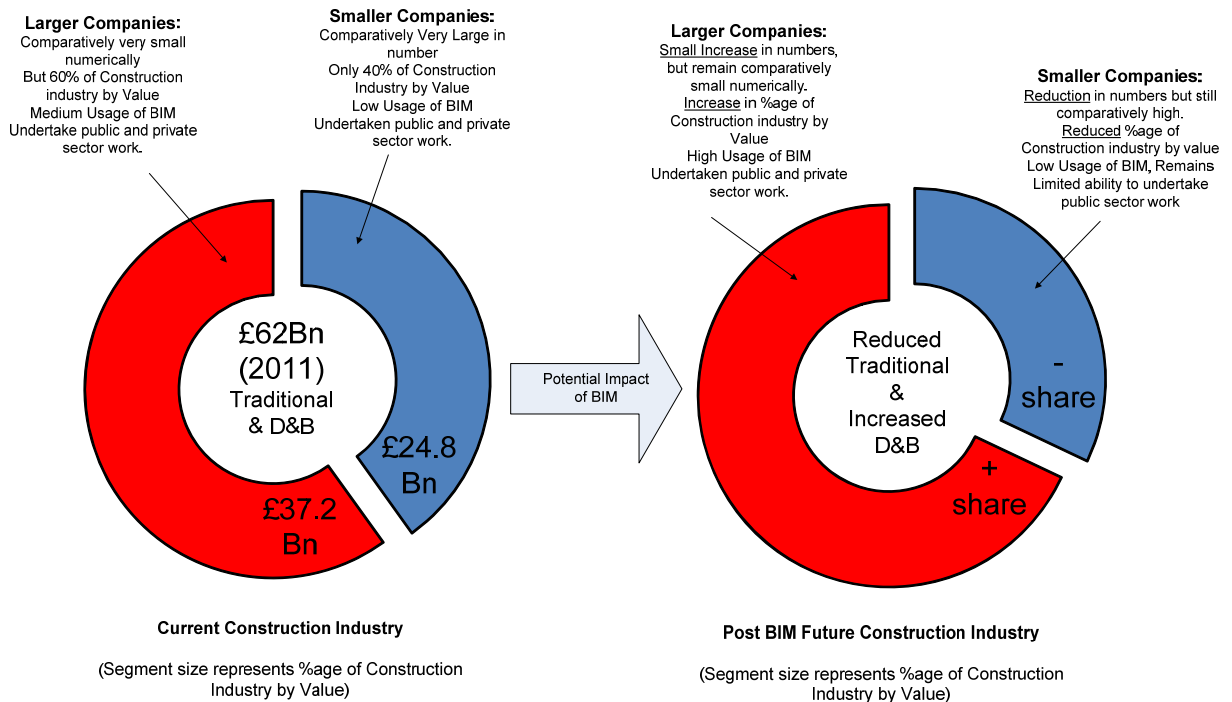 Larger Companies:
Comparatively very small
numerically
But 60% of Construction
industry by Value
Medium Usage of BIM
Undertake public and private
sector work.
Smaller Companies:
Comparatively Very Large in
number
Only 40% of Construction
Industry by Value
Low Usage of BIM
Undertaken public and private
sector work.
£62Bn
(2011)
Traditional
& D&B
£24.8
Bn
£37.2
Bn
Current Construction Industry
(Segment size represents %age of Construction
Industry by Value)
Potential Impact
of BIM
Larger Companies:
Small Increase in numbers,
but remain comparatively
small numerically.
Increase in %age of
Construction industry by
Value
High Usage of BIM
Undertaken public and private
sector work.
Smaller Companies:
Reduction in numbers but still
comparatively high.
Reduced %age of
Construction industry by value
Low Usage of BIM, Remains
Limited ability to undertake
public sector work
Reduced
Traditional
&
Increased
D&B
-
share
+
share
Post BIM Future Construction Industry
(Segment size represents %age of Construction
Industry by Value)